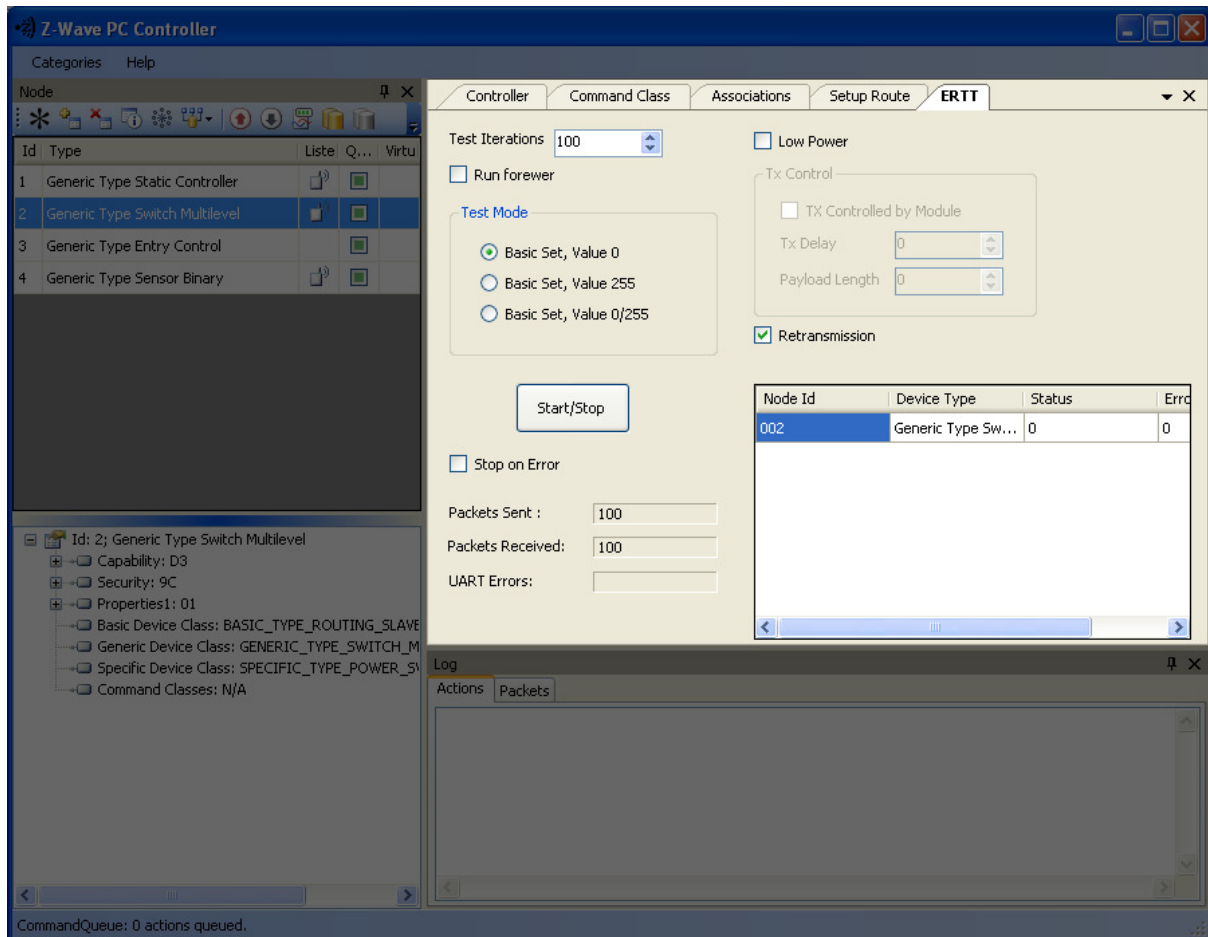 Z-Wave PC Controller
Categories Help
Node
Id Type Liste Q... Virtu
1 Generic Type Static Controller
2 Generic Type Switch Multilevel
3 Generic Type Entry Control
4 Generic Type Sensor Binary
Id: 2; Generic Type Switch Multilevel
Capability: D3
Security: 9C
Properties1: 01
Basic Device Class: BASIC_TYPE_ROUTING_SLAVE
Generic Device Class: GENERIC_TYPE_SWITCH_M
Specific Device Class: SPECIFIC_TYPE_POWER_S
Command Classes: N/A
Controller Command Class Associations Setup Route ERTT
Test Iterations 100
Run forewer
Test Mode
Basic Set, Value 0
Basic Set, Value 255
Basic Set, Value 0/255
Start/Stop
Stop on Error
Packets Sent : 100
Packets Received: 100
UART Errors:
Low Power
Tx Control
TX Controlled by Module
Tx Delay 0
Payload Length 0
Retransmission
Node Id Device Type Status Erro
002 Generic Type Sw... 0 0
Log
Actions Packets
CommandQueue: 0 actions queued.